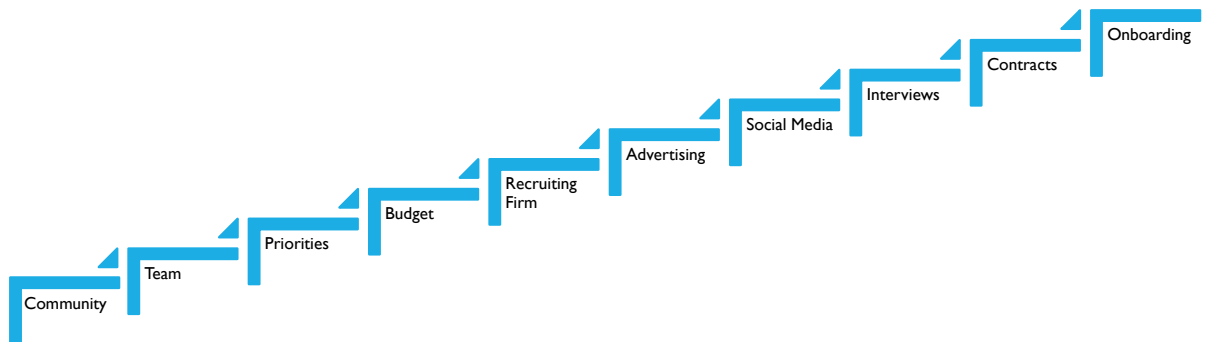 Community
Team
Priorities
Budget
Recruiting
Firm
Advertising
Social Media
Interviews
Contracts
Onboarding